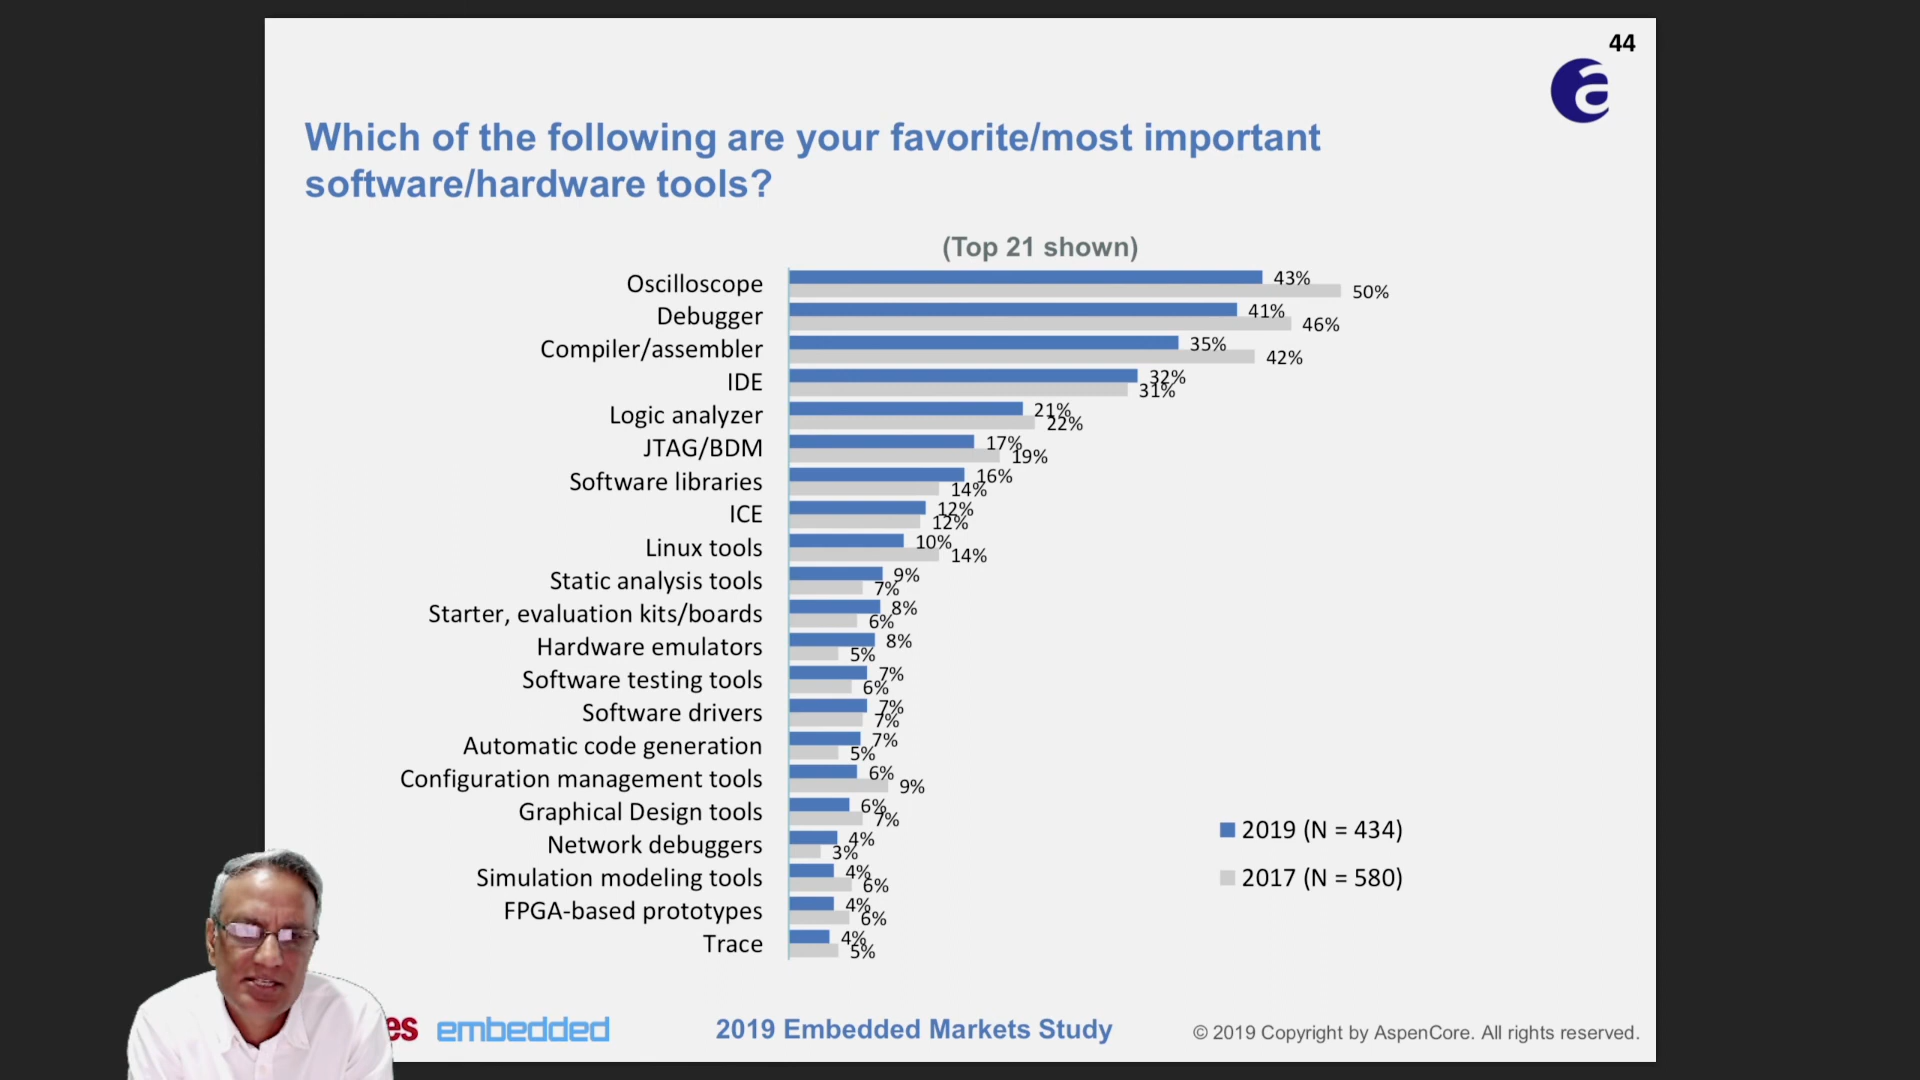 44
a
Which of the following are your favorite/most important
software/hardware tools?
(Top 21 shown)
Oscilloscope 43% 50%
Debugger 41% 46%
Compiler/assembler 35% 42%
IDE 32% 31%
Logic analyzer 21% 22%
JTAG/BDM 17% 19%
Software libraries 16% 14%
ICE 12% 12%
Linux tools 10% 14%
Static analysis tools 9% 7%
Starter, evaluation kits/boards 8% 6%
Hardware emulators 8% 5%
Software testing tools 7% 6%
Software drivers 7% 7%
Automatic code generation 7% 5%
Configuration management tools 6% 9%
Graphical Design tools 6% 7%
Network debuggers 4% 3%
Simulation modeling tools 4% 6%
FPGA-based prototypes 4% 6%
Trace 4% 5%
2019 (N = 434)
2017 (N = 580)
es embedded 2019 Embedded Markets Study © 2019 Copyright by AspenCore. All rights reserved.